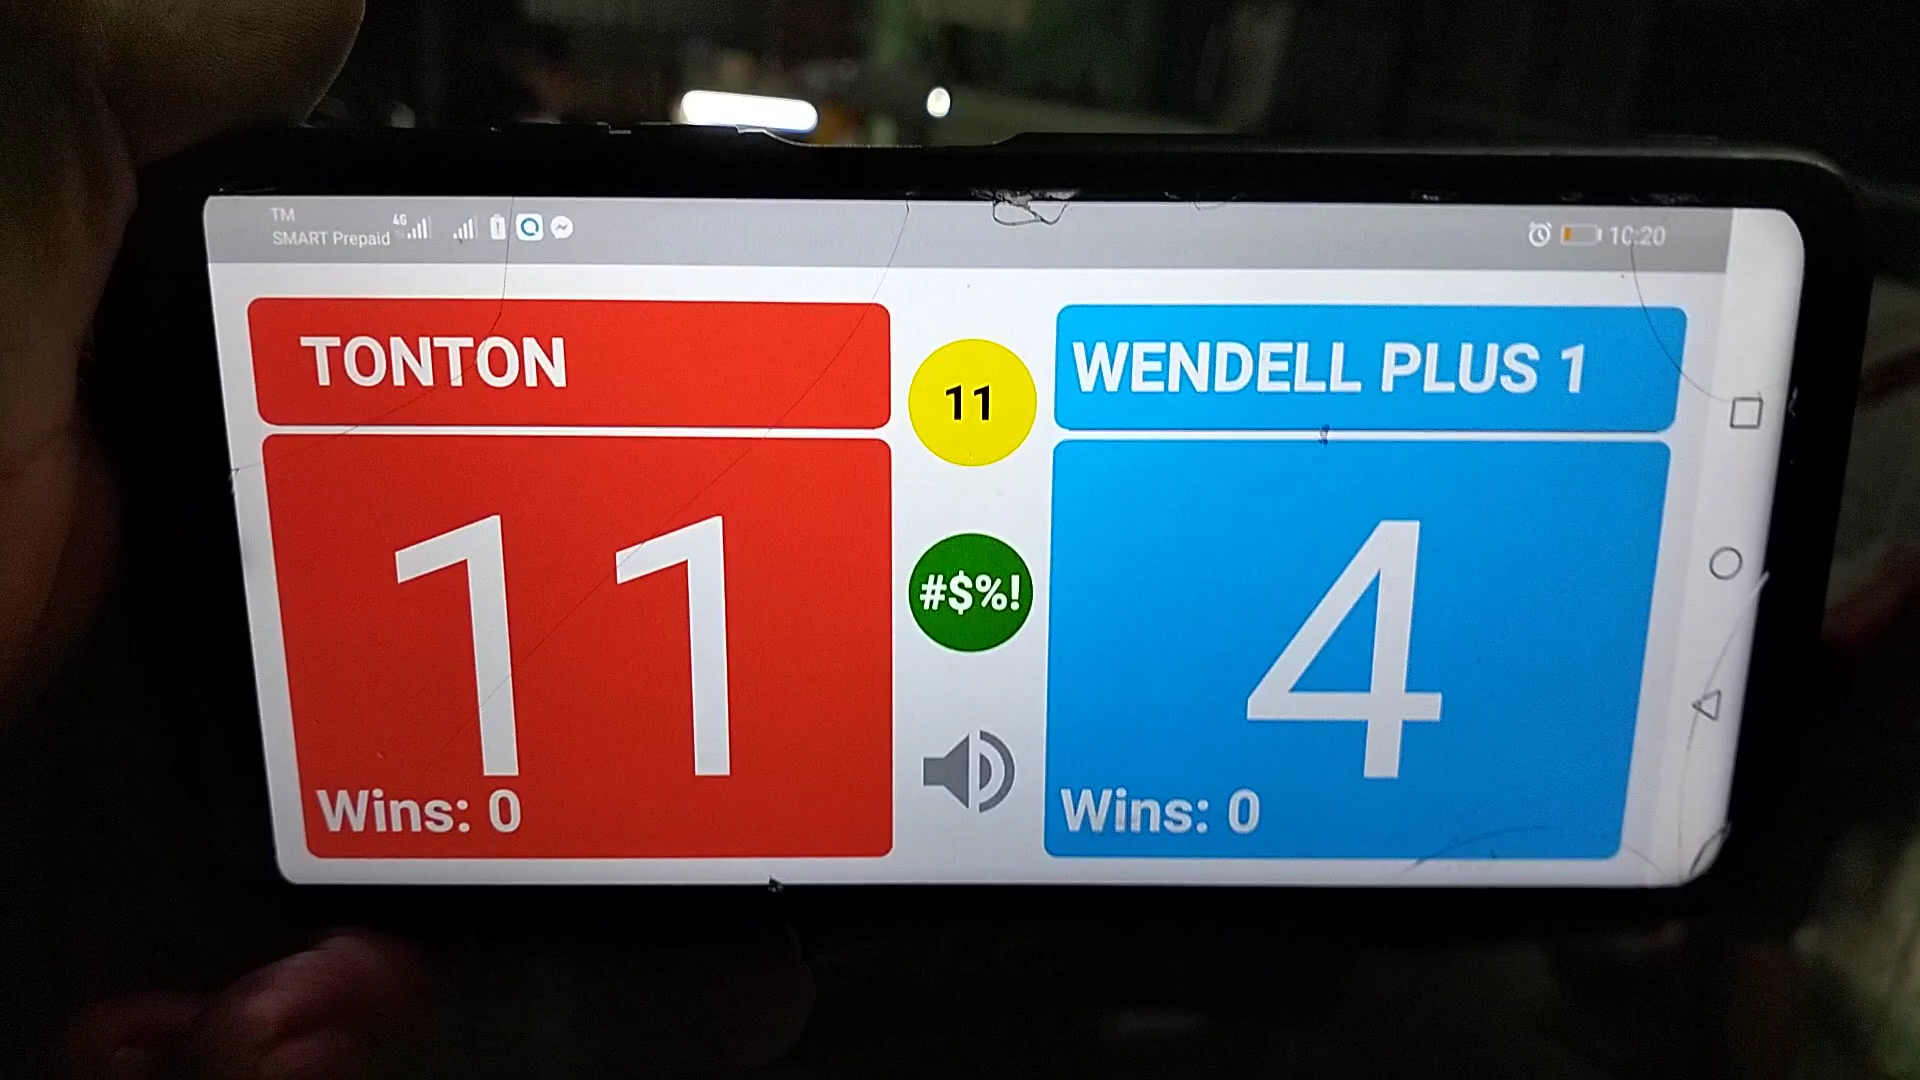 TM
SMART Prepaid
4G
10:20
TONTON
11
WENDELL PLUS 1
11
#$%!
4
Wins: 0
Wins: 0